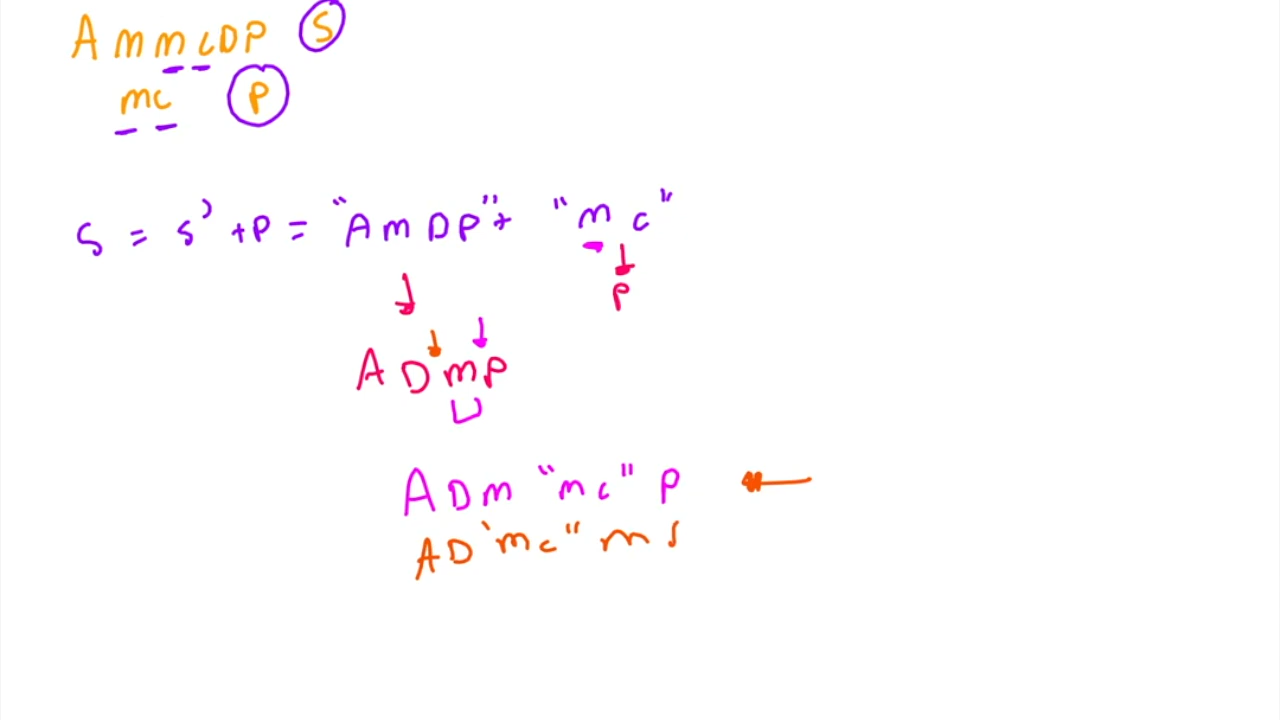 AmmcDP S
mc P
S = s' + P = "AmDP" + "mc"
P
ADmP
ADm "mc" P
AD "mc" m